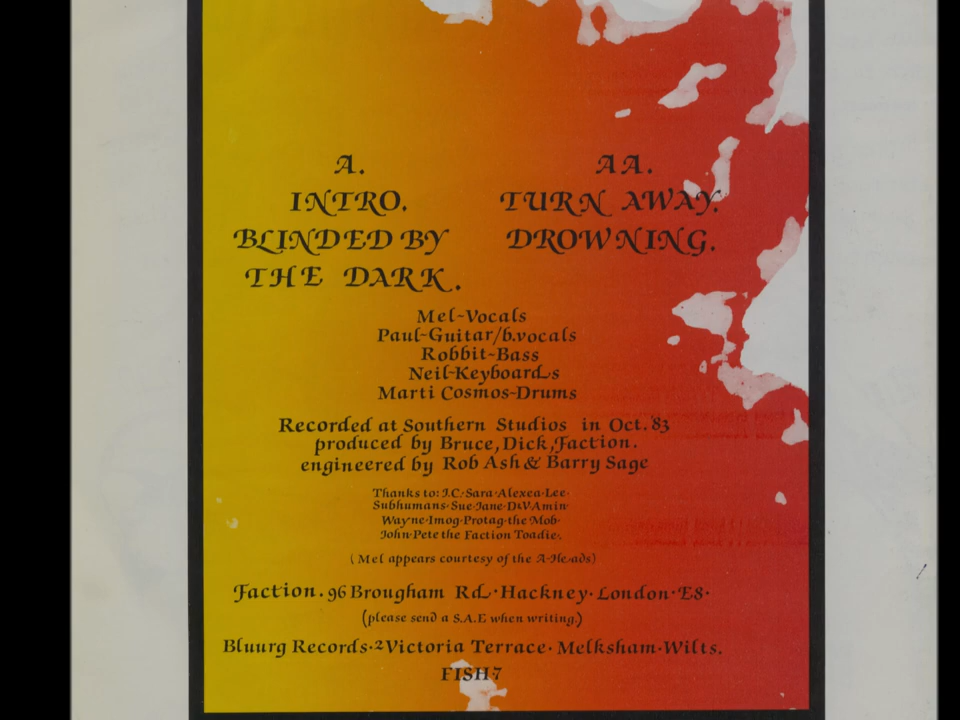 A.
INTRO.
BLINDED BY
THE DARK.
AA.
TURN AWAY.
DROWNING.
Mel~Vocals
Paul~Guitar/b.vocals
Robbit~Bass
Neil~Keyboards
Marti Cosmos~Drums
Recorded at Southern Studios in Oct.'83
produced by Bruce, Dick, Faction.
engineered by Rob Ash & Barry Sage
Thanks to: J.C.·Sara·Alexea·Lee·
Subhumans·Sue·Jane·D&V·Amin·
Wayne·Imog·Protag·the Mob·
John·Pete the Faction Toadie·
(Mel appears courtesy of the A·Heads)
Faction. 96 Brougham Rd.·Hackney·London·E8·
(please send a S.A.E when writing.)
Bluurg Records·2 Victoria Terrace·Melksham·Wilts.
FISH 7